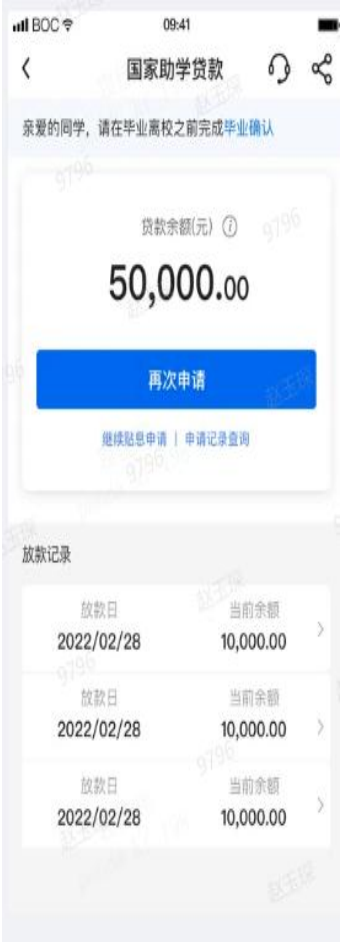 BOC 09:41
国家助学贷款
亲爱的同学，请在毕业离校之前完成毕业确认
贷款余额(元)
50,000.00
再次申请
继续贴息申请 | 申请记录查询
放款记录
放款日 当前余额
2022/02/28 10,000.00
放款日 当前余额
2022/02/28 10,000.00
放款日 当前余额
2022/02/28 10,000.00
赵玉琛
9796